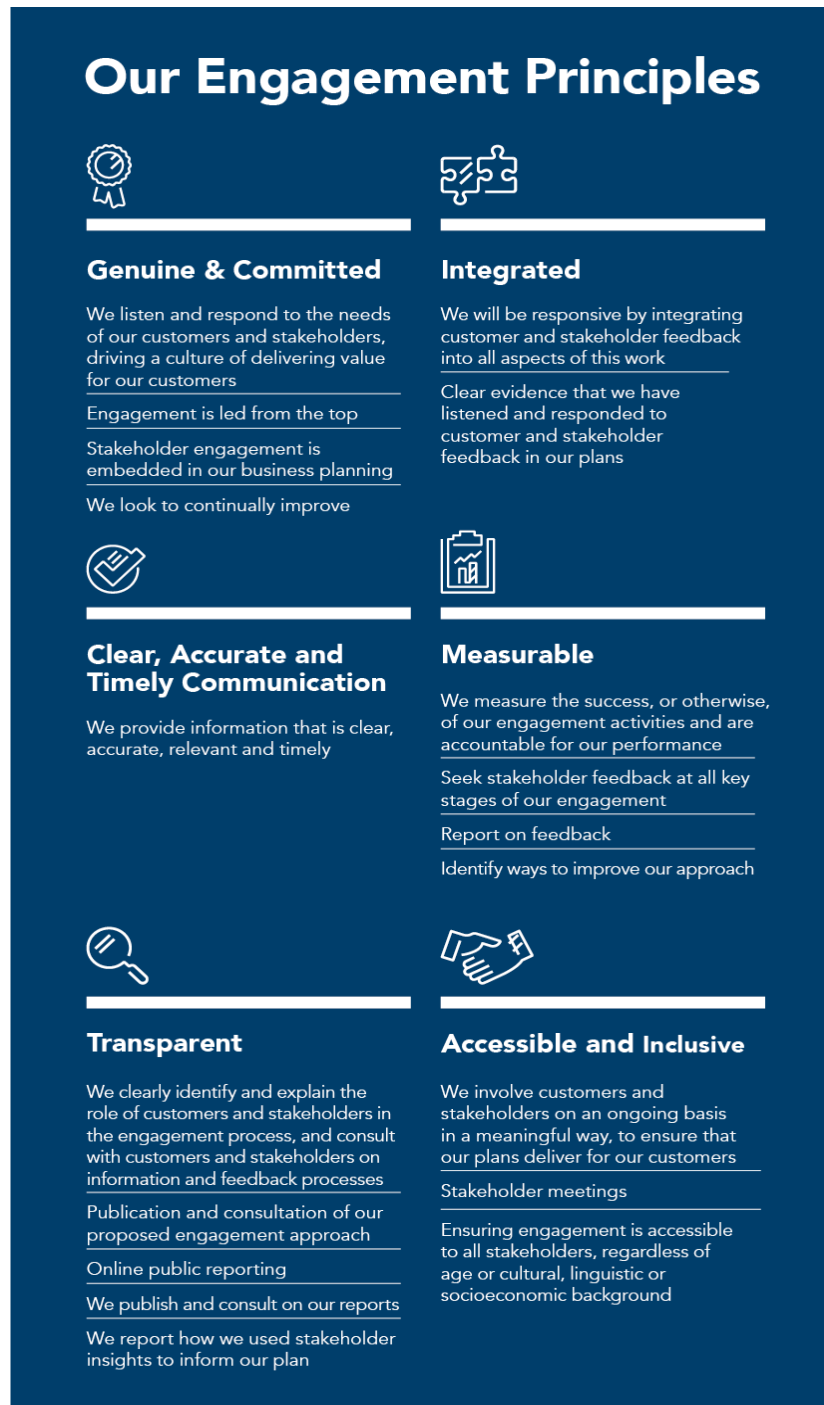 Our Engagement Principles
Genuine & Committed
We listen and respond to the needs
of our customers and stakeholders,
driving a culture of delivering value
for our customers
Engagement is led from the top
Stakeholder engagement is
embedded in our business planning
We look to continually improve
Integrated
We will be responsive by integrating
customer and stakeholder feedback
into all aspects of this work
Clear evidence that we have
listened and responded to
customer and stakeholder
feedback in our plans
Clear, Accurate and
Timely Communication
We provide information that is clear,
accurate, relevant and timely
Measurable
We measure the success, or otherwise,
of our engagement activities and are
accountable for our performance
Seek stakeholder feedback at all key
stages of our engagement
Report on feedback
Identify ways to improve our approach
Transparent
We clearly identify and explain the
role of customers and stakeholders in
the engagement process, and consult
with customers and stakeholders on
information and feedback processes
Publication and consultation of our
proposed engagement approach
Online public reporting
We publish and consult on our reports
We report how we used stakeholder
insights to inform our plan
Accessible and Inclusive
We involve customers and
stakeholders on an ongoing basis
in a meaningful way, to ensure that
our plans deliver for our customers
Stakeholder meetings
Ensuring engagement is accessible
to all stakeholders, regardless of
age or cultural, linguistic or
socioeconomic background